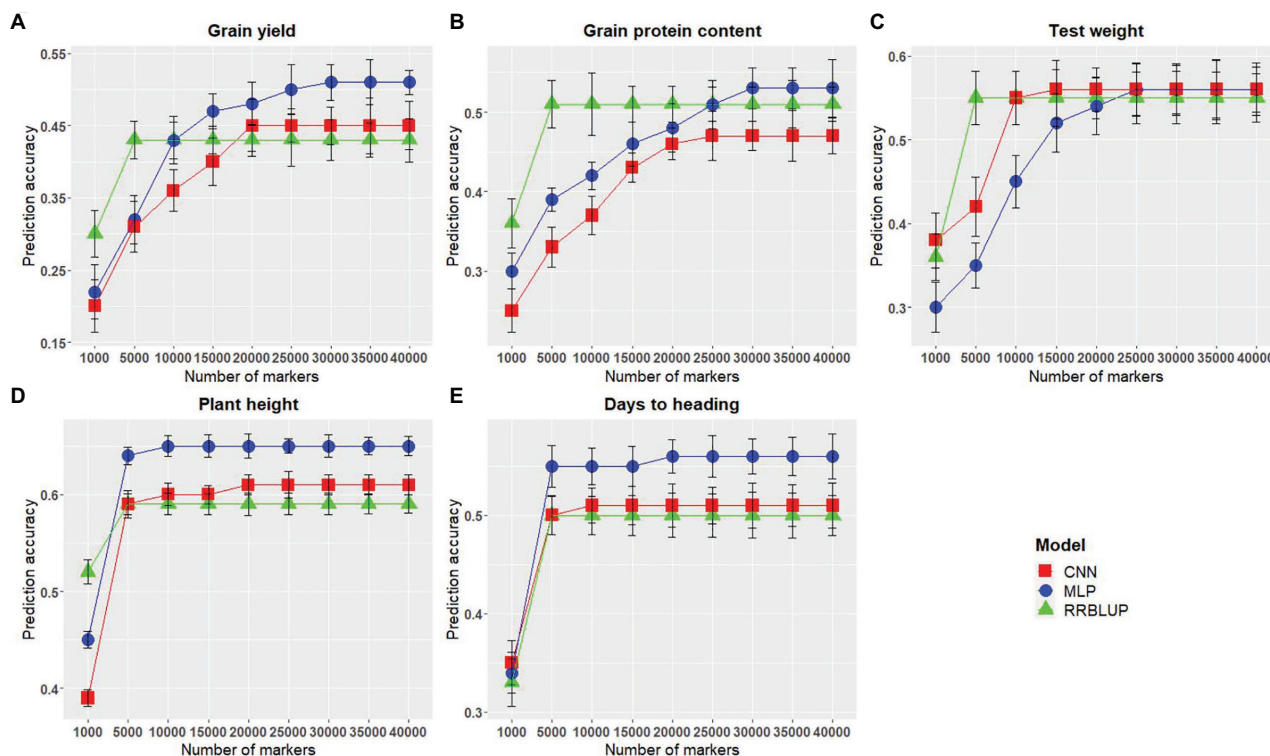 A
Grain yield
Prediction accuracy
0.55
0.45
0.35
0.25
0.15
1000 5000 10000 15000 20000 25000 30000 35000 40000
Number of markers
B
Grain protein content
Prediction accuracy
0.5
0.4
0.3
1000 5000 10000 15000 20000 25000 30000 35000 40000
Number of markers
C
Test weight
Prediction accuracy
0.6
0.5
0.4
0.3
1000 5000 10000 15000 20000 25000 30000 35000 40000
Number of markers
D
Plant height
Prediction accuracy
0.6
0.5
0.4
1000 5000 10000 15000 20000 25000 30000 35000 40000
Number of markers
E
Days to heading
Prediction accuracy
0.5
0.4
0.3
1000 5000 10000 15000 20000 25000 30000 35000 40000
Number of markers
Model
CNN
MLP
RRBLUP